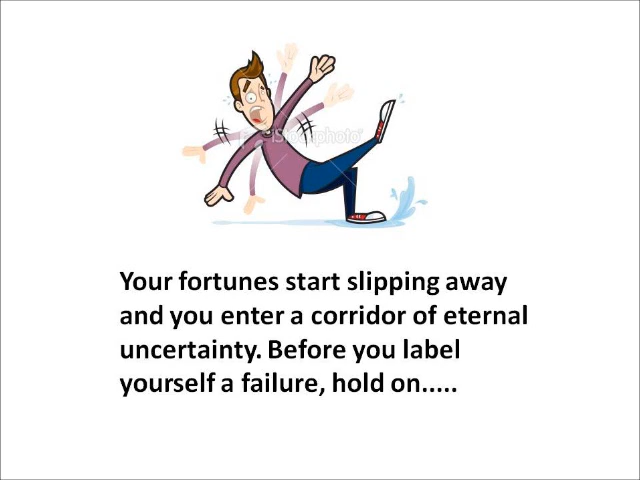 iStockphoto
Your fortunes start slipping away
and you enter a corridor of eternal
uncertainty. Before you label
yourself a failure, hold on.....